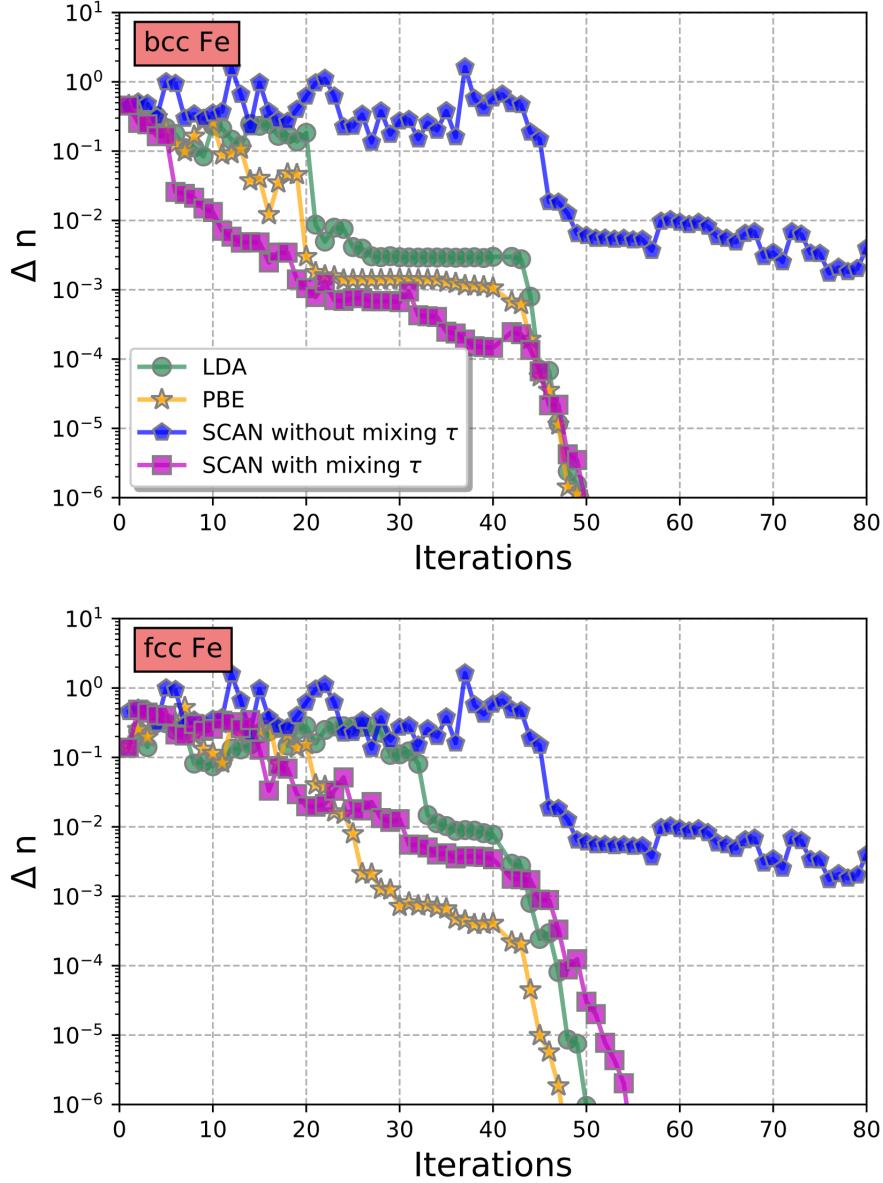 bcc Fe
10^1
10^0
10^-1
10^-2
10^-3
10^-4
10^-5
10^-6
Δ n
LDA
PBE
SCAN without mixing τ
SCAN with mixing τ
0 10 20 30 40 50 60 70 80
Iterations
fcc Fe
10^1
10^0
10^-1
10^-2
10^-3
10^-4
10^-5
10^-6
Δ n
0 10 20 30 40 50 60 70 80
Iterations